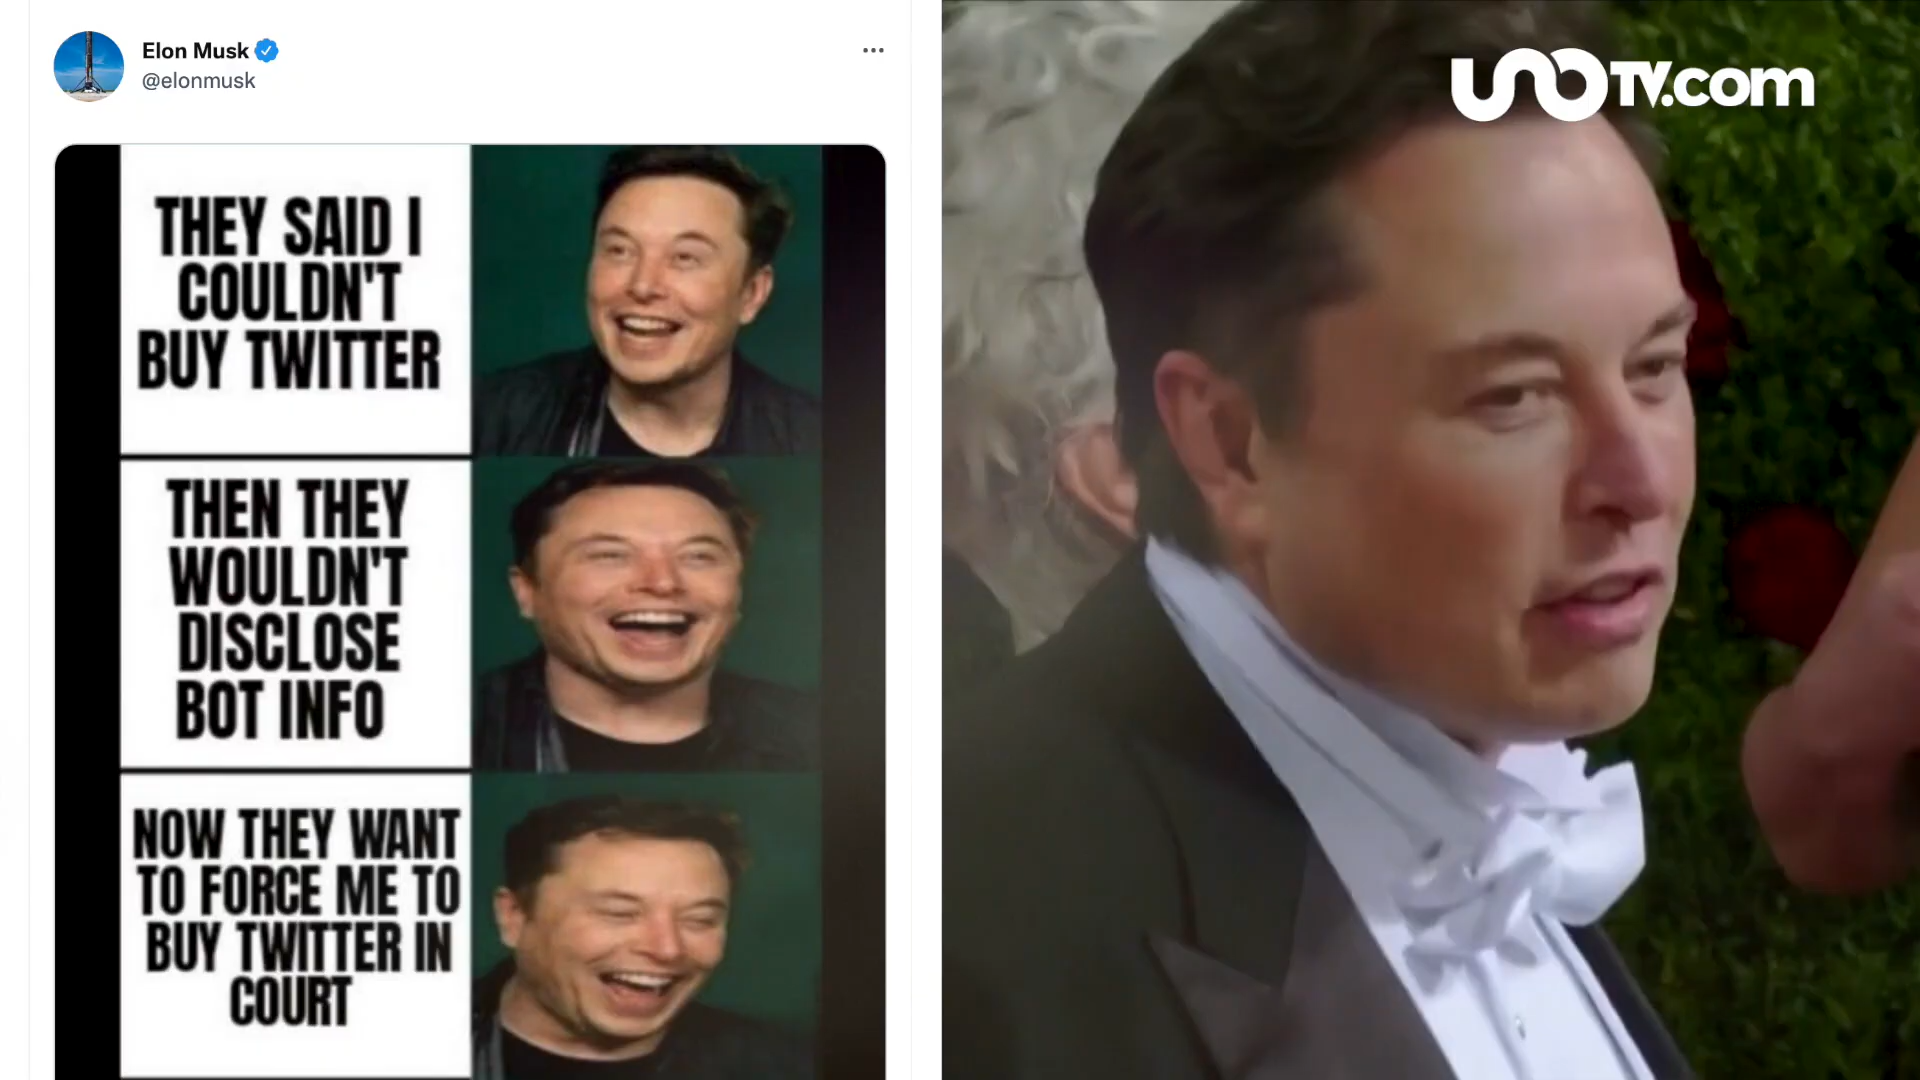 Elon Musk
@elonmusk
THEY SAID I
COULDN'T
BUY TWITTER
THEN THEY
WOULDN'T
DISCLOSE
BOT INFO
NOW THEY WANT
TO FORCE ME TO
BUY TWITTER IN
COURT
UNOTV.com